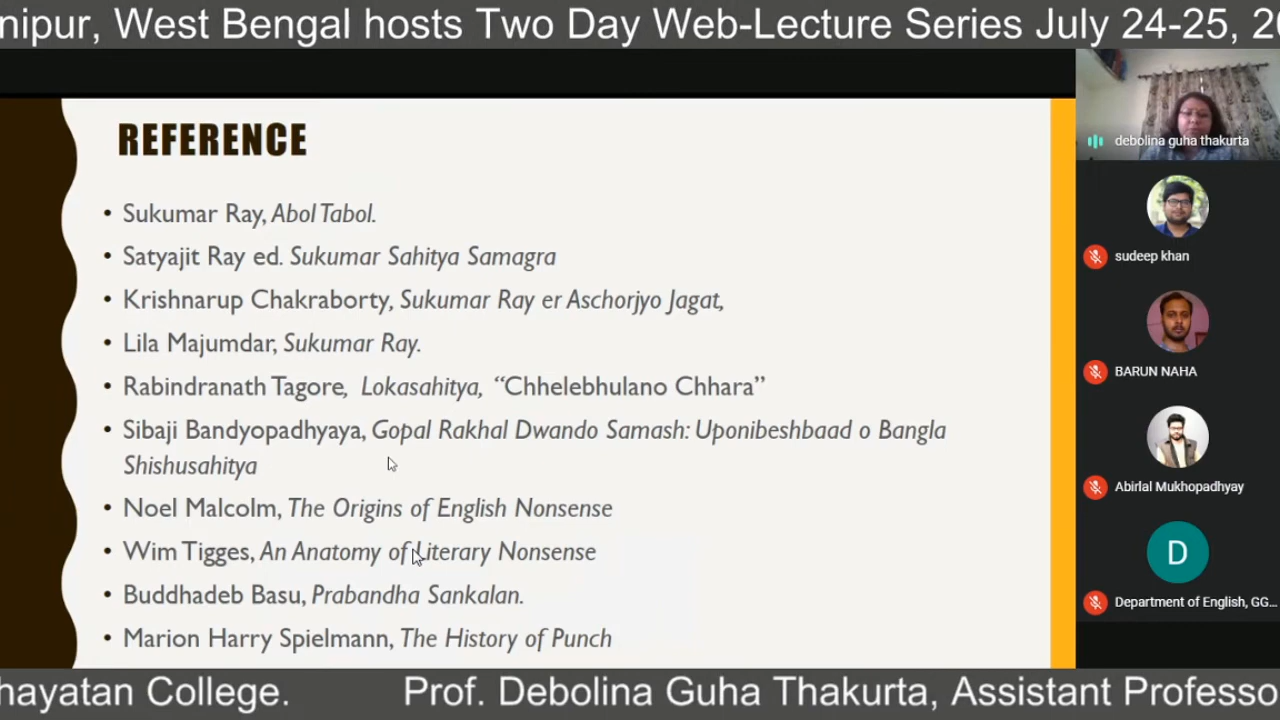 nipur, West Bengal hosts Two Day Web-Lecture Series July 24-25, 20
REFERENCE
• Sukumar Ray, Abol Tabol.
• Satyajit Ray ed. Sukumar Sahitya Samagra
• Krishnarup Chakraborty, Sukumar Ray er Aschorjyo Jagat,
• Lila Majumdar, Sukumar Ray.
• Rabindranath Tagore, Lokasahitya, “Chhelebhulano Chhara”
• Sibaji Bandyopadhyaya, Gopal Rakhal Dwando Samash: Uponibeshbaad o Bangla
Shishusahitya
• Noel Malcolm, The Origins of English Nonsense
• Wim Tigges, An Anatomy of Literary Nonsense
• Buddhadeb Basu, Prabandha Sankalan.
• Marion Harry Spielmann, The History of Punch
debolina guha thakurta
sudeep khan
BARUN NAHA
Abirlal Mukhopadhyay
D
Department of English, GG...
hayatan College. Prof. Debolina Guha Thakurta, Assistant Professo